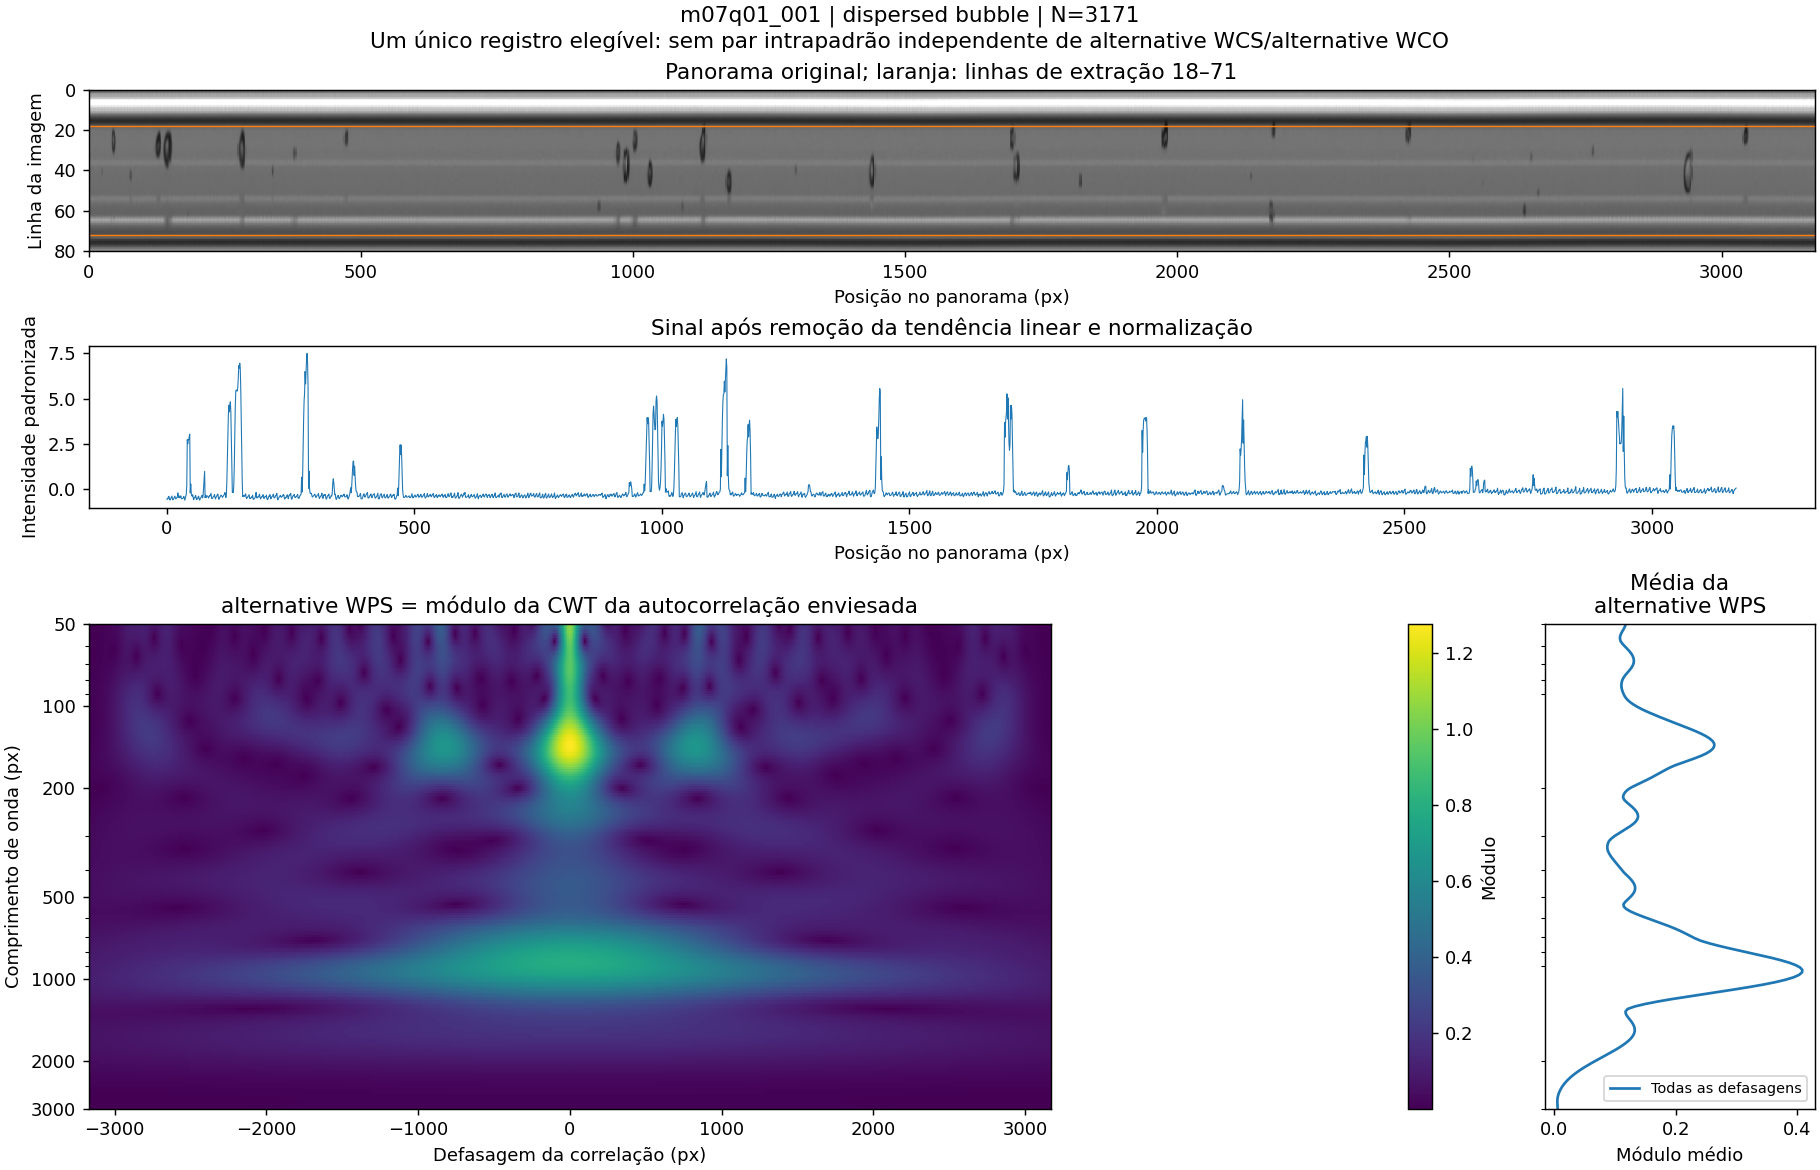 m07q01_001 | dispersed bubble | N=3171
Um único registro elegível: sem par intrapadrão independente de alternative WCS/alternative WCO
Panorama original; laranja: linhas de extração 18–71
Linha da imagem
0
20
40
60
80
0
500
1000
1500
2000
2500
3000
Posição no panorama (px)
Sinal após remoção da tendência linear e normalização
Intensidade padronizada
7.5
5.0
2.5
0.0
0
500
1000
1500
2000
2500
3000
Posição no panorama (px)
alternative WPS = módulo da CWT da autocorrelação enviesada
Comprimento de onda (px)
50
100
200
500
1000
2000
3000
−3000
−2000
−1000
0
1000
2000
3000
Defasagem da correlação (px)
1.2
1.0
0.8
0.6
0.4
0.2
Módulo
Média da
alternative WPS
Todas as defasagens
0.0
0.2
0.4
Módulo médio